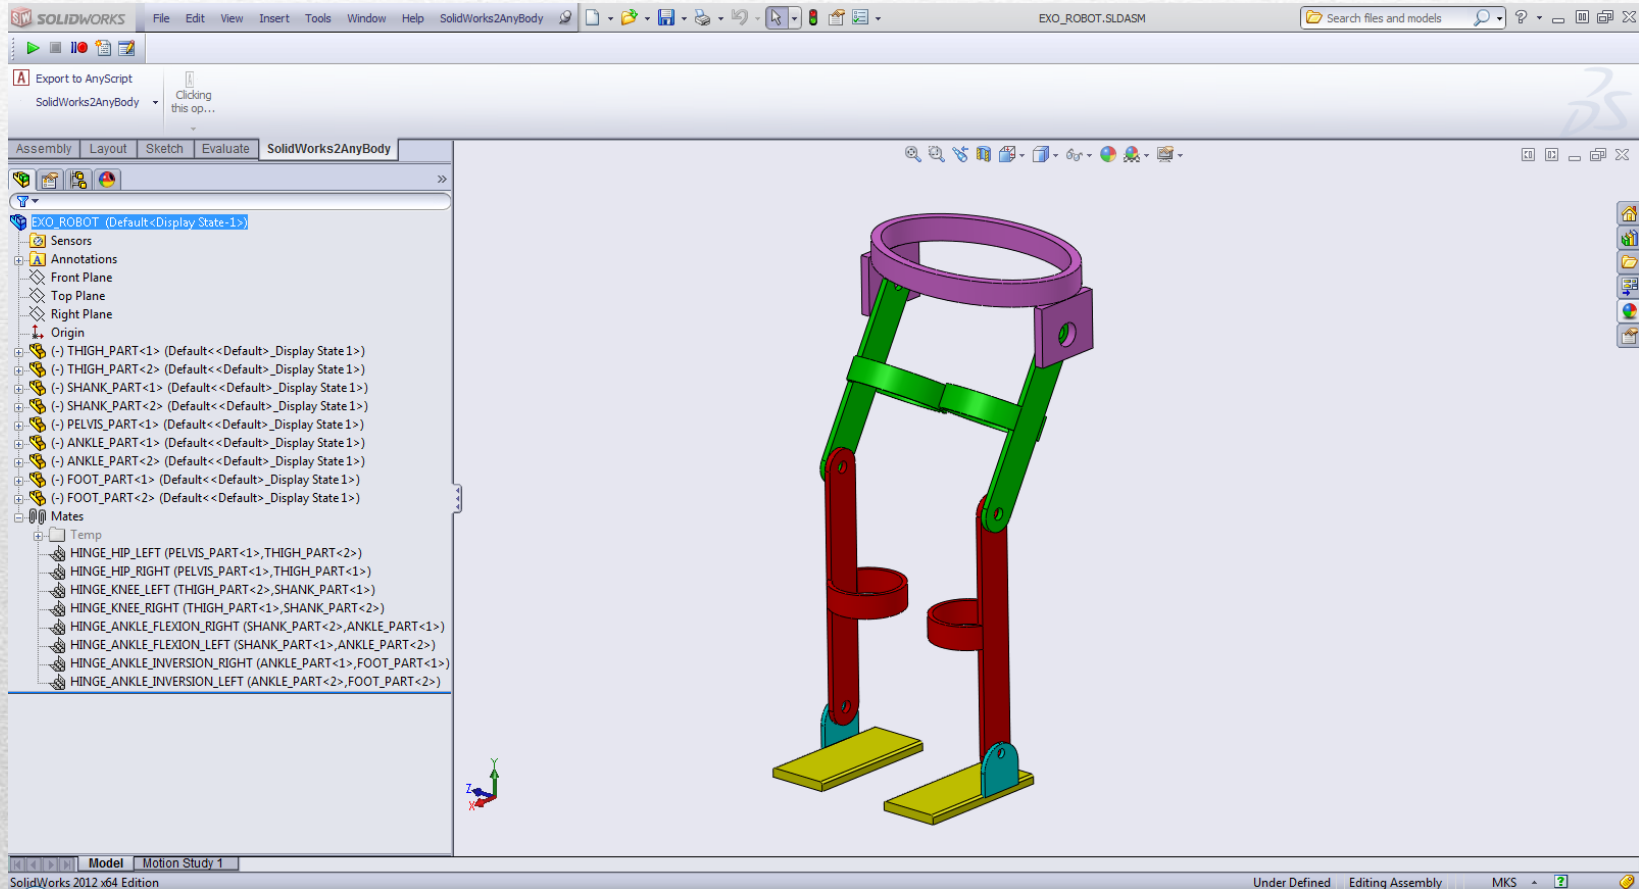 SOLIDWORKS File Edit View Insert Tools Window Help SolidWorks2AnyBody EXO_ROBOT.SLDASM Search files and models
Export to AnyScript
SolidWorks2AnyBody
Clicking
this op...
Assembly Layout Sketch Evaluate SolidWorks2AnyBody
EXO_ROBOT (Default<Display State-1>)
Sensors
Annotations
Front Plane
Top Plane
Right Plane
Origin
(-) THIGH_PART<1> (Default<<Default>_Display State 1>)
(-) THIGH_PART<2> (Default<<Default>_Display State 1>)
(-) SHANK_PART<1> (Default<<Default>_Display State 1>)
(-) SHANK_PART<2> (Default<<Default>_Display State 1>)
(-) PELVIS_PART<1> (Default<<Default>_Display State 1>)
(-) ANKLE_PART<1> (Default<<Default>_Display State 1>)
(-) ANKLE_PART<2> (Default<<Default>_Display State 1>)
(-) FOOT_PART<1> (Default<<Default>_Display State 1>)
(-) FOOT_PART<2> (Default<<Default>_Display State 1>)
Mates
Temp
HINGE_HIP_LEFT (PELVIS_PART<1>,THIGH_PART<2>)
HINGE_HIP_RIGHT (PELVIS_PART<1>,THIGH_PART<1>)
HINGE_KNEE_LEFT (THIGH_PART<2>,SHANK_PART<1>)
HINGE_KNEE_RIGHT (THIGH_PART<1>,SHANK_PART<2>)
HINGE_ANKLE_FLEXION_RIGHT (SHANK_PART<2>,ANKLE_PART<1>)
HINGE_ANKLE_FLEXION_LEFT (SHANK_PART<1>,ANKLE_PART<2>)
HINGE_ANKLE_INVERSION_RIGHT (ANKLE_PART<1>,FOOT_PART<1>)
HINGE_ANKLE_INVERSION_LEFT (ANKLE_PART<2>,FOOT_PART<2>)
Y
Z
X
Model Motion Study 1
SolidWorks 2012 x64 Edition Under Defined Editing Assembly MKS